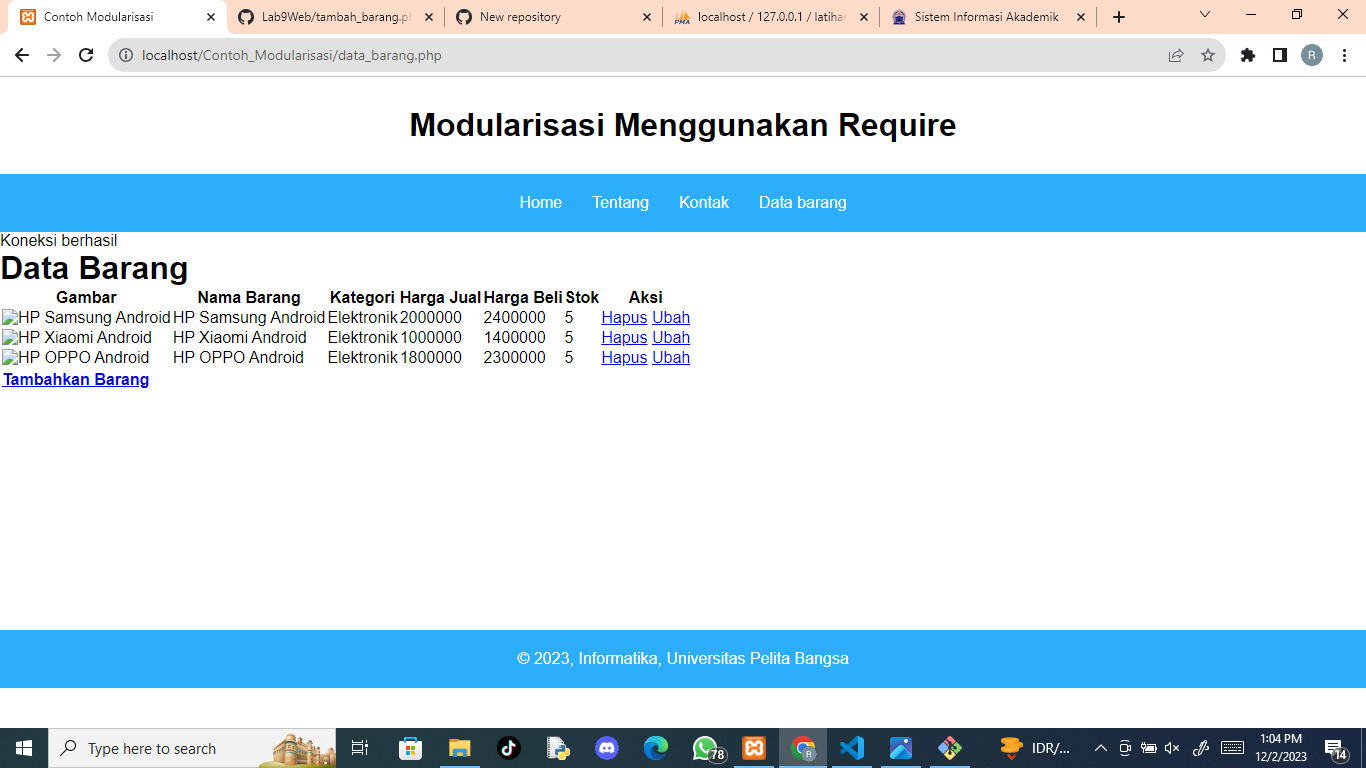 Contoh Modularisasi
Lab9Web/tambah_barang.p
New repository
localhost / 127.0.0.1 / latihan
Sistem Informasi Akademik
localhost/Contoh_Modularisasi/data_barang.php
R
Modularisasi Menggunakan Require
Home Tentang Kontak Data barang
Koneksi berhasil
Data Barang
Gambar Nama Barang Kategori Harga Jual Harga Beli Stok Aksi
HP Samsung Android HP Samsung Android Elektronik 2000000 2400000 5 Hapus Ubah
HP Xiaomi Android HP Xiaomi Android Elektronik 1000000 1400000 5 Hapus Ubah
HP OPPO Android HP OPPO Android Elektronik 1800000 2300000 5 Hapus Ubah
Tambahkan Barang
© 2023, Informatika, Universitas Pelita Bangsa
Type here to search
78
R
IDR/...
1:04 PM
12/2/2023
14